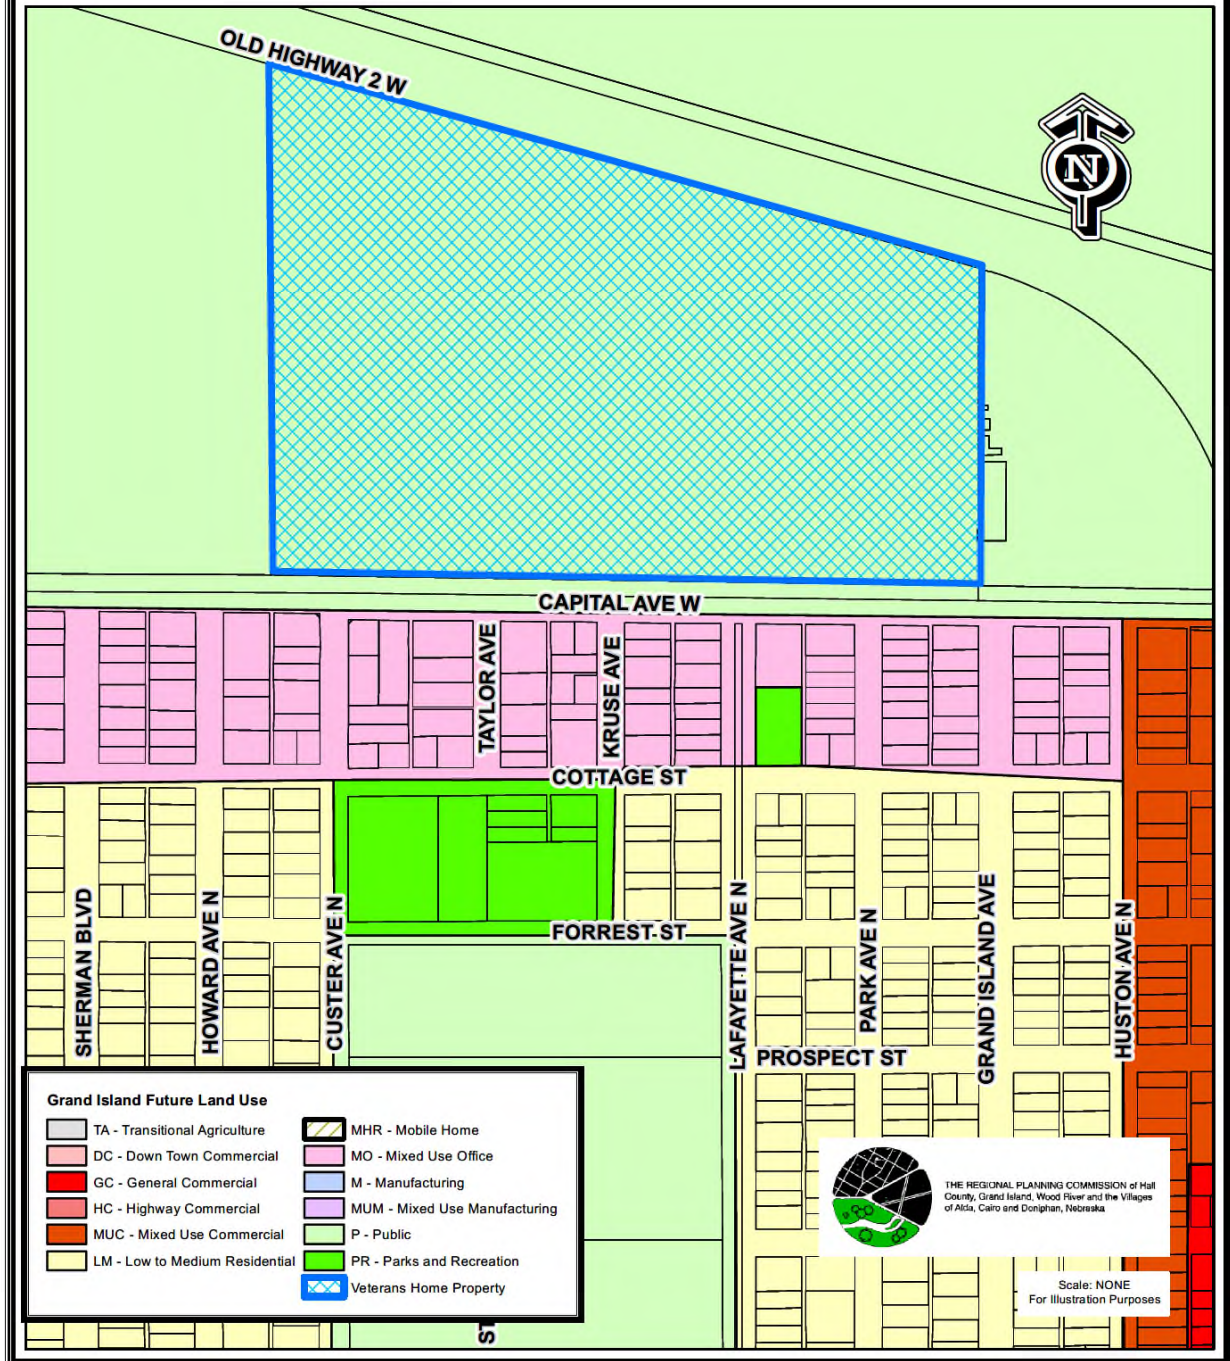 OLD HIGHWAY 2 W
N
CAPITAL AVE W
TAYLOR AVE
KRUSE AVE
COTTAGE ST
SHERMAN BLVD
HOWARD AVE N
CUSTER AVE N
FORREST ST
LAFAYETTE AVE N
PARK AVE N
GRAND ISLAND AVE
HUSTON AVE N
PROSPECT ST
ST
Grand Island Future Land Use
TA - Transitional Agriculture
DC - Down Town Commercial
GC - General Commercial
HC - Highway Commercial
MUC - Mixed Use Commercial
LM - Low to Medium Residential
MHR - Mobile Home
MO - Mixed Use Office
M - Manufacturing
MUM - Mixed Use Manufacturing
P - Public
PR - Parks and Recreation
Veterans Home Property
THE REGIONAL PLANNING COMMISSION of Hall
County, Grand Island, Wood River and the Villages
of Alda, Cairo and Doniphan, Nebraska
Scale: NONE
For Illustration Purposes